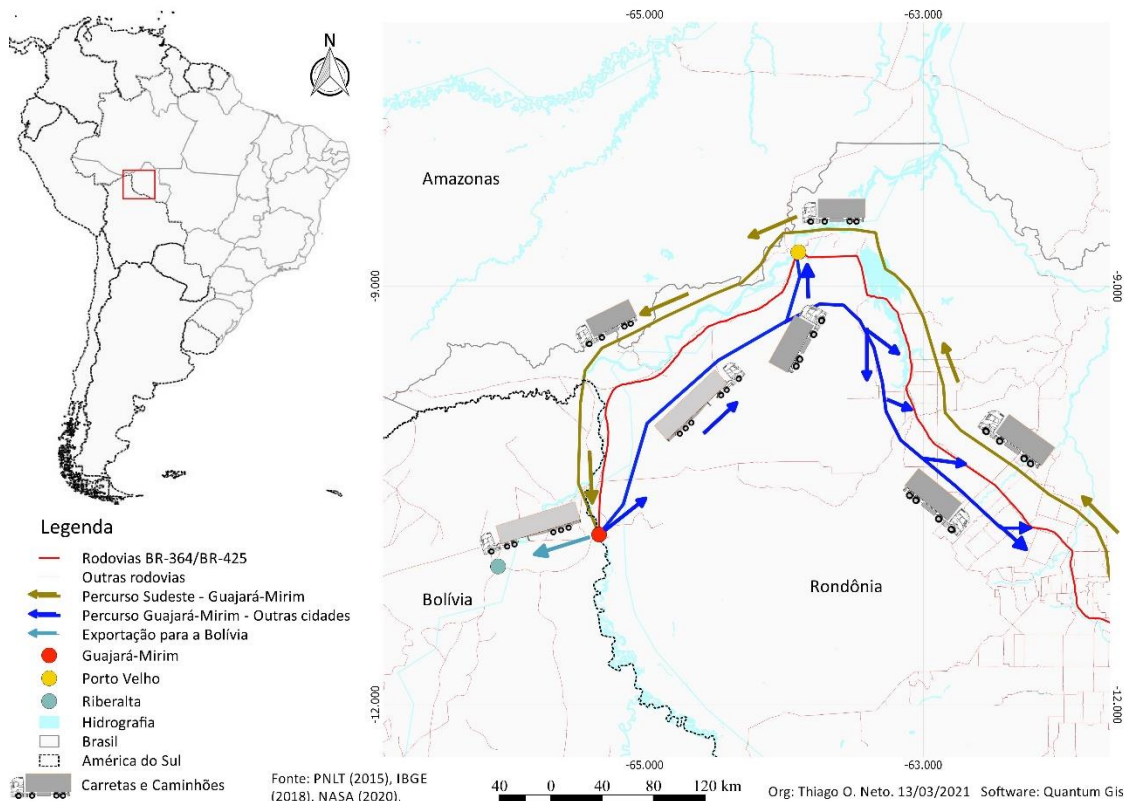 N
-65.000
-63.000
Amazonas
-9.000
-9.000
Bolívia
Rondônia
-12.000
-12.000
-65.000
-63.000
Legenda
Rodovias BR-364/BR-425
Outras rodovias
Percurso Sudeste - Guajará-Mirim
Percurso Guajará-Mirim - Outras cidades
Exportação para a Bolívia
Guajará-Mirim
Porto Velho
Riberalta
Hidrografia
Brasil
América do Sul
Carretas e Caminhões
Fonte: PNLT (2015), IBGE
(2018), NASA (2020).
40 0 40 80 120 km
Org: Thiago O. Neto. 13/03/2021 Software: Quantum Gis